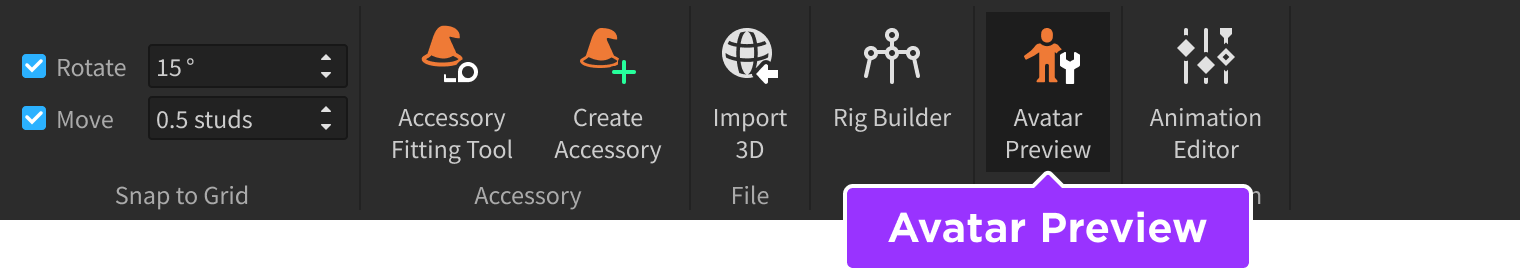 Rotate 15 °
Move 0.5 studs
Snap to Grid
Accessory
Fitting Tool
Create
Accessory
Accessory
Import
3D
File
Rig Builder
Avatar
Preview
Animation
Editor
Avatar Preview